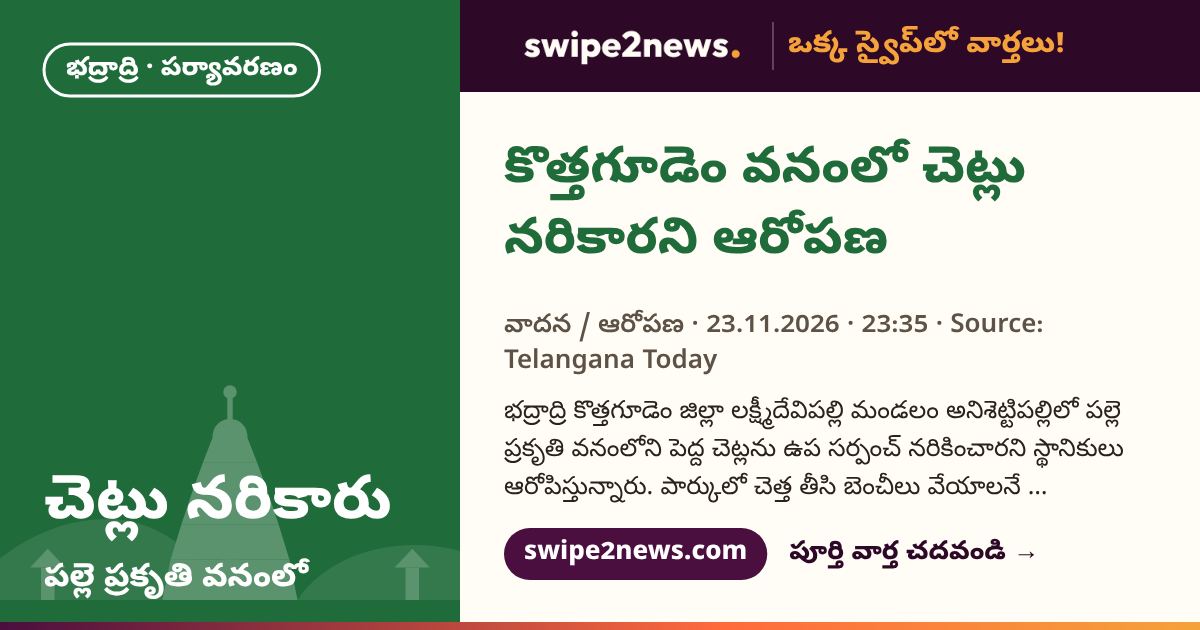 భద్రాద్రి · పర్యావరణం
చెట్లు నరికారు
పల్లె ప్రకృతి వనంలో
swipe2news.
ఒక్క స్వైప్‌లో వార్తలు!
కొత్తగూడెం వనంలో చెట్లు
నరికారని ఆరోపణ
వాదన / ఆరోపణ · 23.11.2026 · 23:35 · Source:
Telangana Today
భద్రాద్రి కొత్తగూడెం జిల్లా లక్ష్మీదేవిపల్లి మండలం అనిశెట్టిపల్లిలో పల్లె
ప్రకృతి వనంలోని పెద్ద చెట్లను ఉప సర్పంచ్ నరికించారని స్థానికులు
ఆరోపిస్తున్నారు. పార్కులో చెత్త తీసి బెంచీలు వేయాలనే ...
swipe2news.com
పూర్తి వార్త చదవండి →